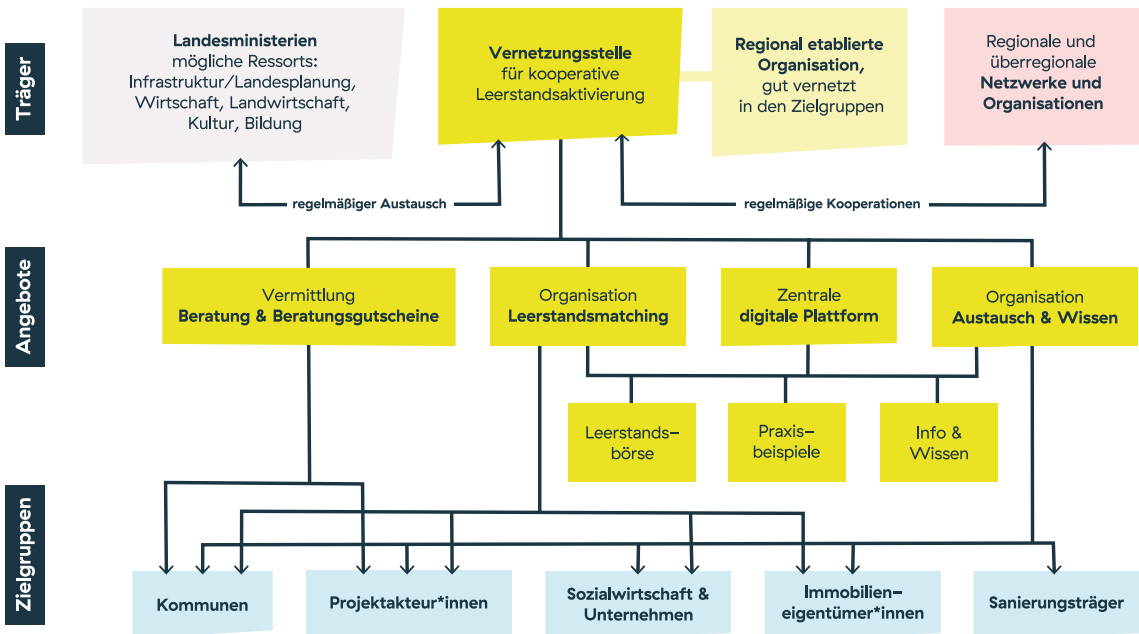 Träger
Landesministerien
mögliche Ressorts:
Infrastruktur/Landesplanung,
Wirtschaft, Landwirtschaft,
Kultur, Bildung
Vernetzungsstelle
für kooperative
Leerstandsaktivierung
Regional etablierte
Organisation,
gut vernetzt
in den Zielgruppen
Regionale und
überregionale
Netzwerke und
Organisationen
regelmäßiger Austausch
regelmäßige Kooperationen
Angebote
Vermittlung
Beratung & Beratungsgutscheine
Organisation
Leerstandsmatching
Zentrale
digitale Plattform
Organisation
Austausch & Wissen
Leerstands–
börse
Praxis–
beispiele
Info &
Wissen
Zielgruppen
Kommunen
Projektakteur*innen
Sozialwirtschaft &
Unternehmen
Immobilien–
eigentümer*innen
Sanierungsträger